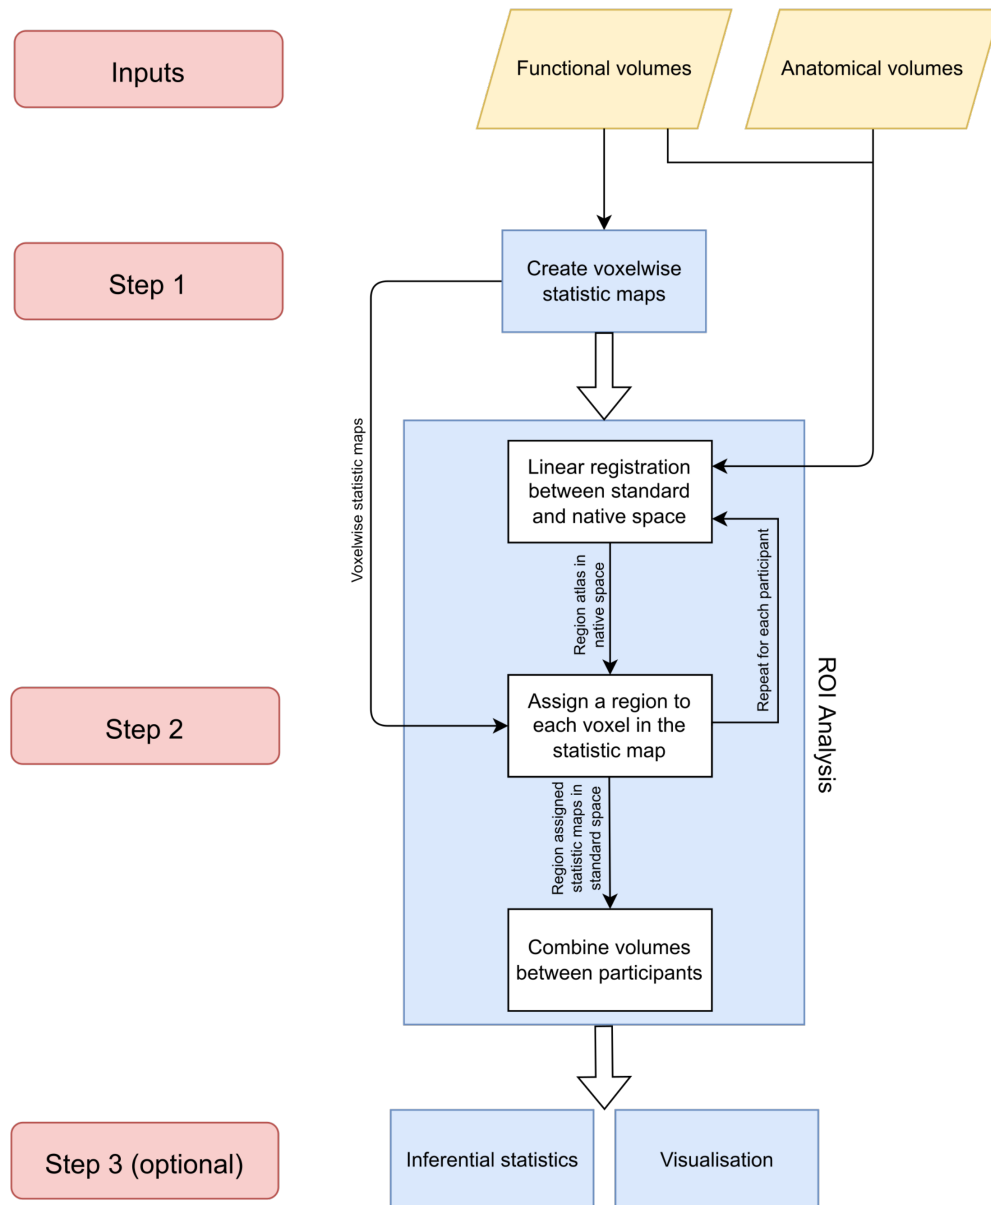 Inputs
Functional volumes
Anatomical volumes
Step 1
Create voxelwise
statistic maps
Voxelwise statistic maps
Linear registration
between standard
and native space
Region atlas in
native space
Repeat for each participant
ROI Analysis
Step 2
Assign a region to
each voxel in the
statistic map
Region assigned
statistic maps in
standard space
Combine volumes
between participants
Step 3 (optional)
Inferential statistics
Visualisation